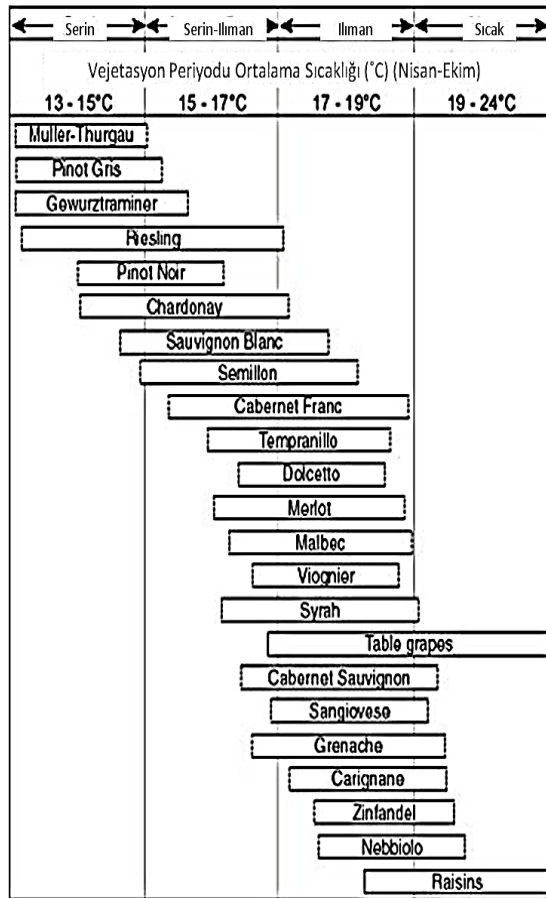 Serin Serin-Ilıman Ilıman Sıcak
Vejetasyon Periyodu Ortalama Sıcaklığı (°C) (Nisan-Ekim)
13 - 15°C 15 - 17°C 17 - 19°C 19 - 24°C
Muller-Thurgau
Pinot Gris
Gewurztraminer
Riesling
Pinot Noir
Chardonay
Sauvignon Blanc
Semillon
Cabernet Franc
Tempranillo
Dolcetto
Merlot
Malbec
Viognier
Syrah
Table grapes
Cabernet Sauvignon
Sangiovese
Grenache
Carignane
Zinfandel
Nebbiolo
Raisins